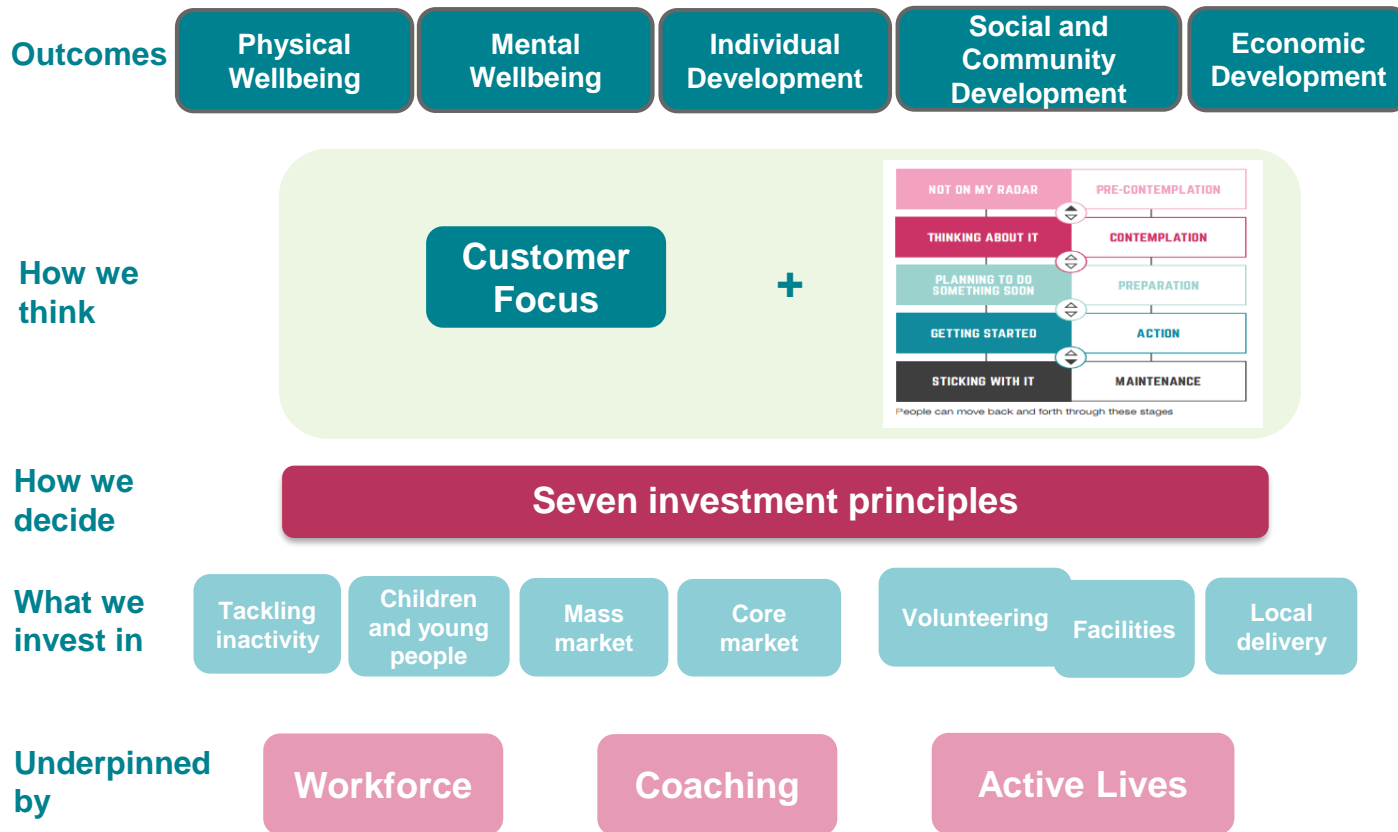 Outcomes
Physical
Wellbeing
Mental
Wellbeing
Individual
Development
Social and
Community
Development
Economic
Development
How we
think
Customer
Focus
+
NOT ON MY RADAR
PRE-CONTEMPLATION
THINKING ABOUT IT
CONTEMPLATION
PLANNING TO DO
SOMETHING SOON
PREPARATION
GETTING STARTED
ACTION
STICKING WITH IT
MAINTENANCE
People can move back and forth through these stages
How we
decide
Seven investment principles
What we
invest in
Tackling
inactivity
Children
and young
people
Mass
market
Core
market
Volunteering
Facilities
Local
delivery
Underpinned
by
Workforce
Coaching
Active Lives